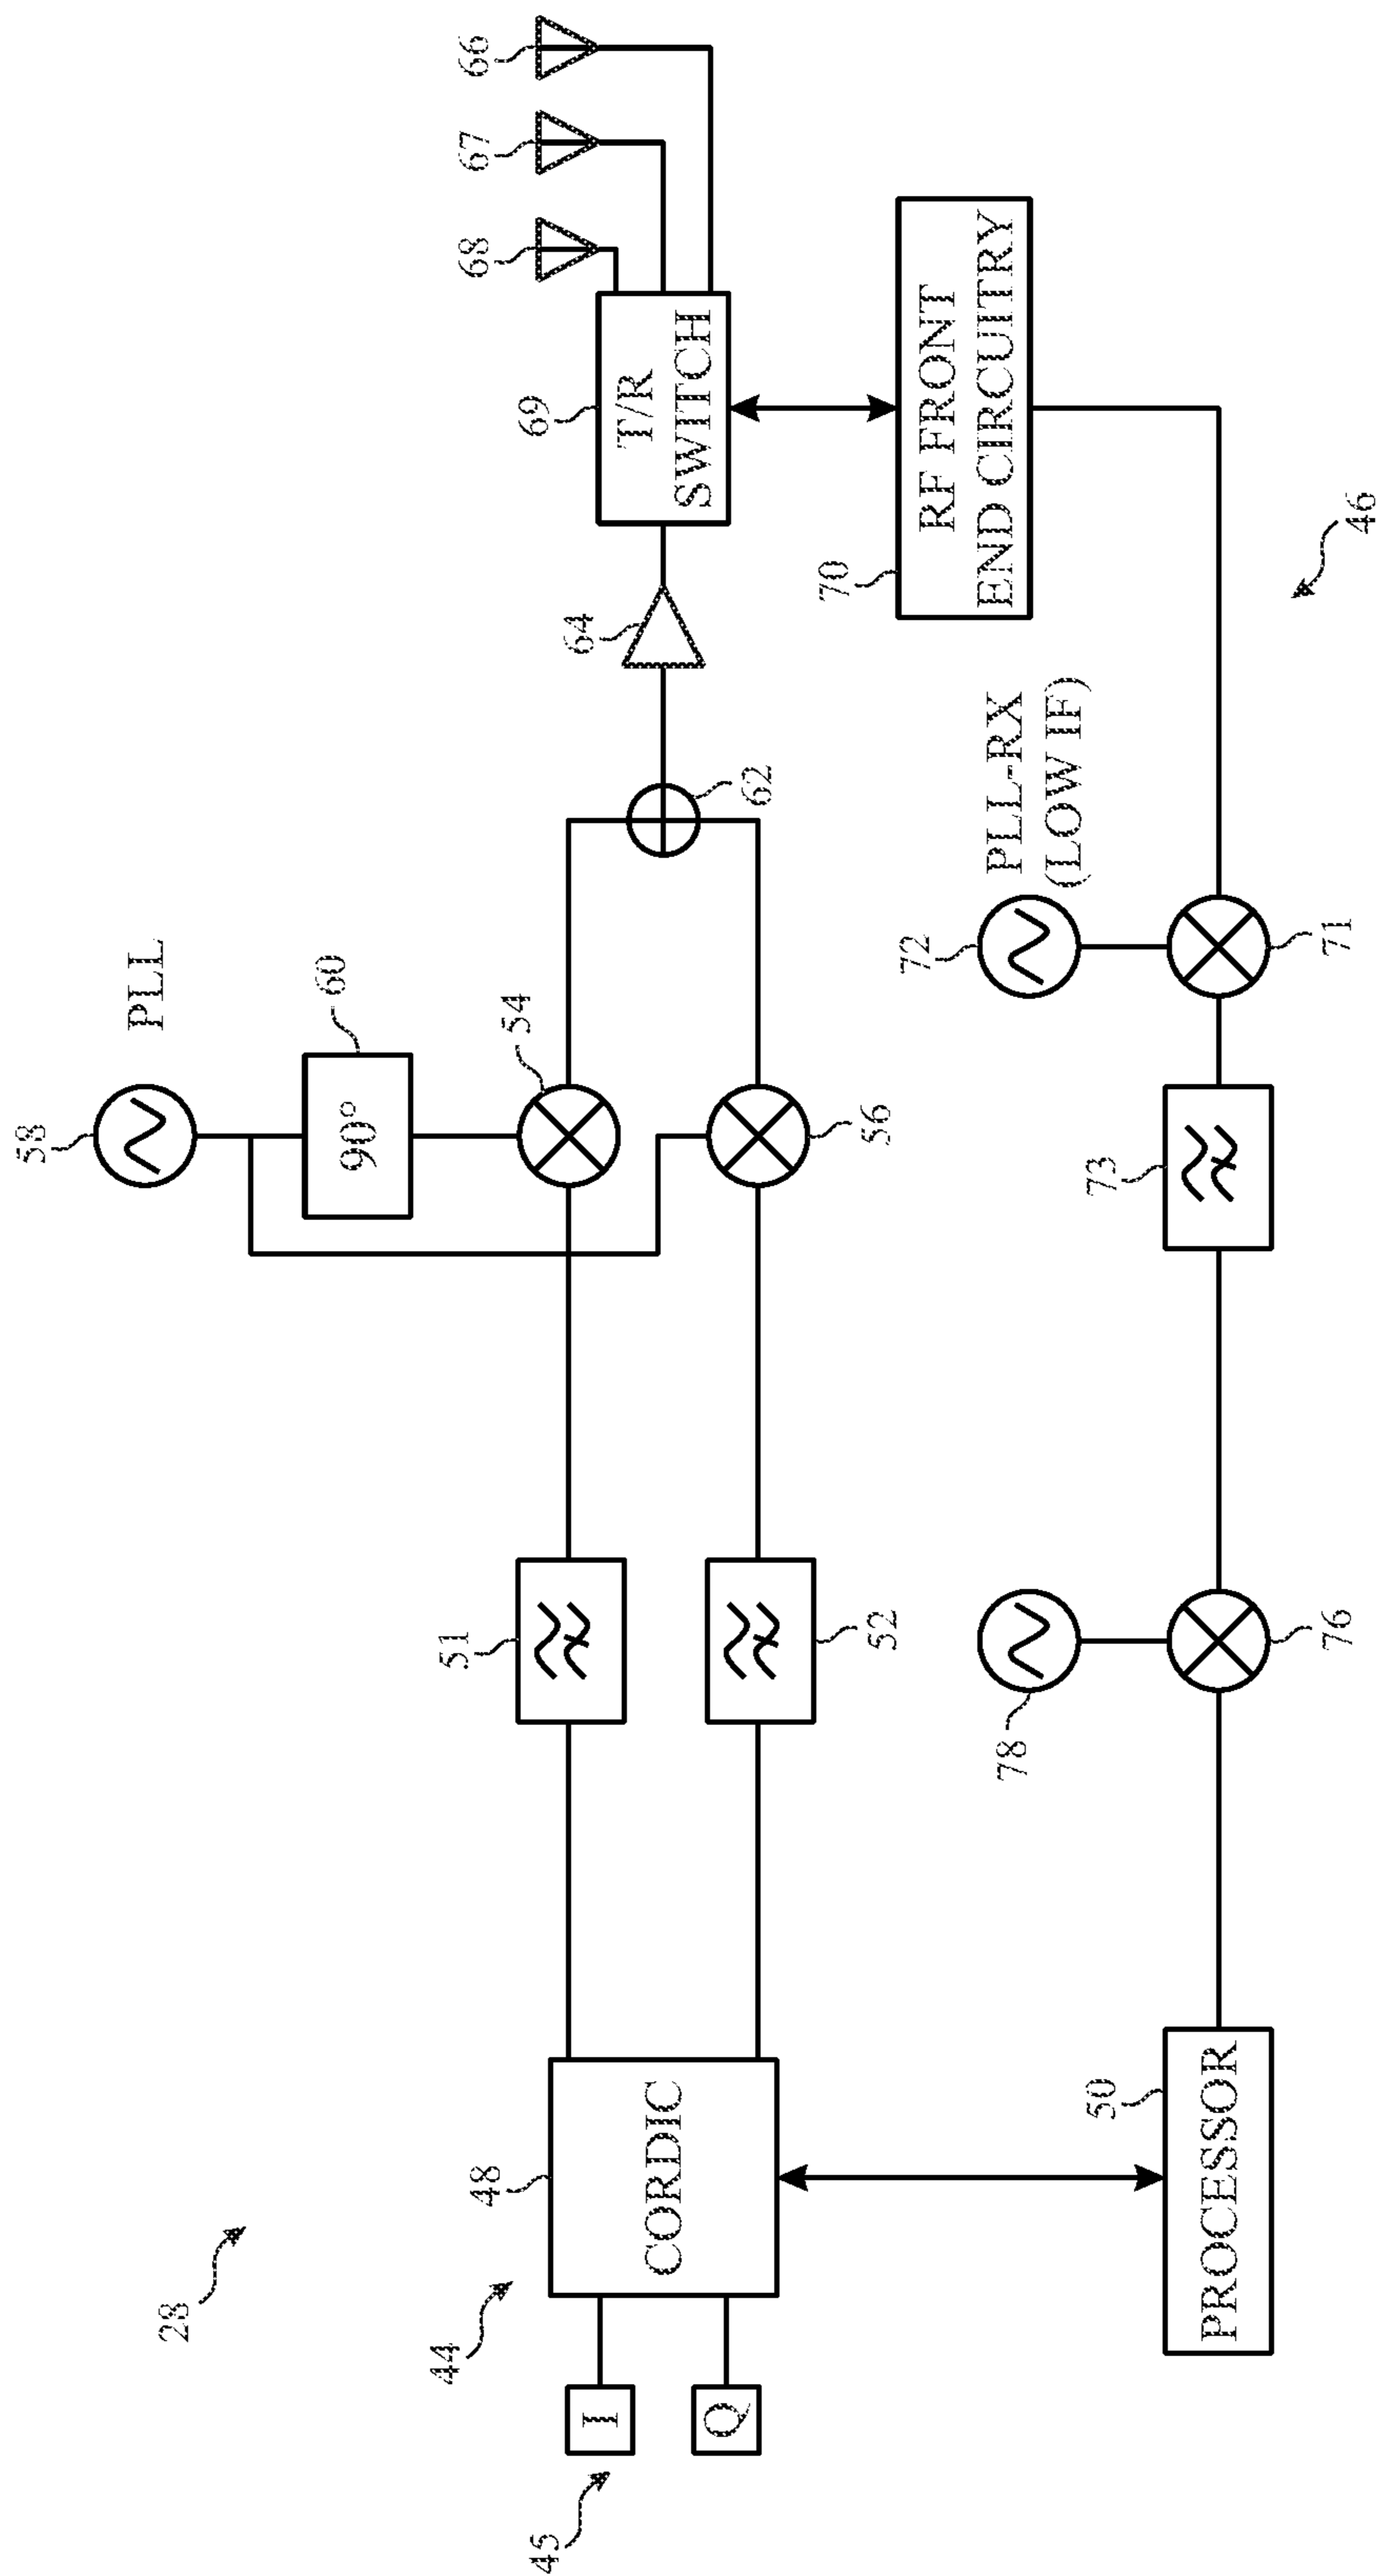 28
44
45
I
Q
48
CORDIC
50
PROCESSOR
51
52
58
PLL
60
90°
54
56
62
64
69
T/R
SWITCH
68
67
66
70
RF FRONT
END CIRCUITRY
72
PLL-RX
(LOW IF)
71
73
78
76
46